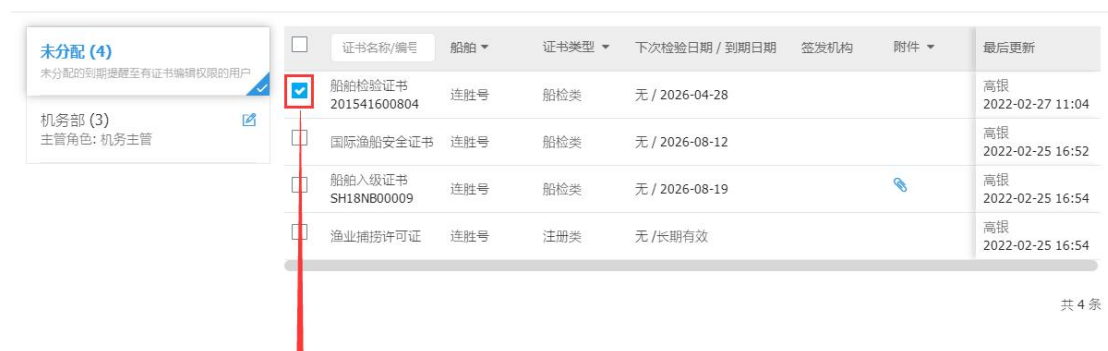 未分配 (4)
未分配的到期提醒至有证书编辑权限的用户
机务部 (3)
主管角色: 机务主管
证书名称/编号 船舶 证书类型 下次检验日期 / 到期日期 签发机构 附件 最后更新
船舶检验证书
201541600804
连胜号 船检类 无 / 2026-04-28
高银
2022-02-27 11:04
国际渔船安全证书 连胜号 船检类 无 / 2026-08-12
高银
2022-02-25 16:52
船舶入级证书
SH18NB00009
连胜号 船检类 无 / 2026-08-19
高银
2022-02-25 16:54
渔业捕捞许可证 连胜号 注册类 无 /长期有效
高银
2022-02-25 16:54
共 4 条